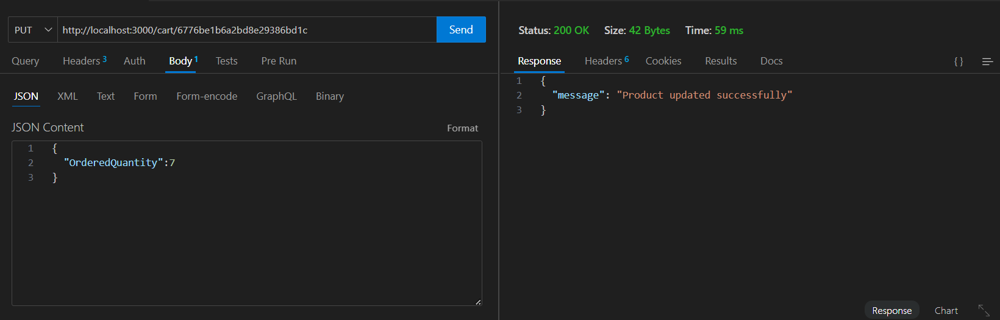 PUT http://localhost:3000/cart/6776be1b6a2bd8e29386bd1c Send
Query Headers 3 Auth Body 1 Tests Pre Run
JSON XML Text Form Form-encode GraphQL Binary
JSON Content Format
1 {
2 "OrderedQuantity":7
3 }
Status: 200 OK Size: 42 Bytes Time: 59 ms
Response Headers 6 Cookies Results Docs { }
1 {
2 "message": "Product updated successfully"
3 }
Response Chart